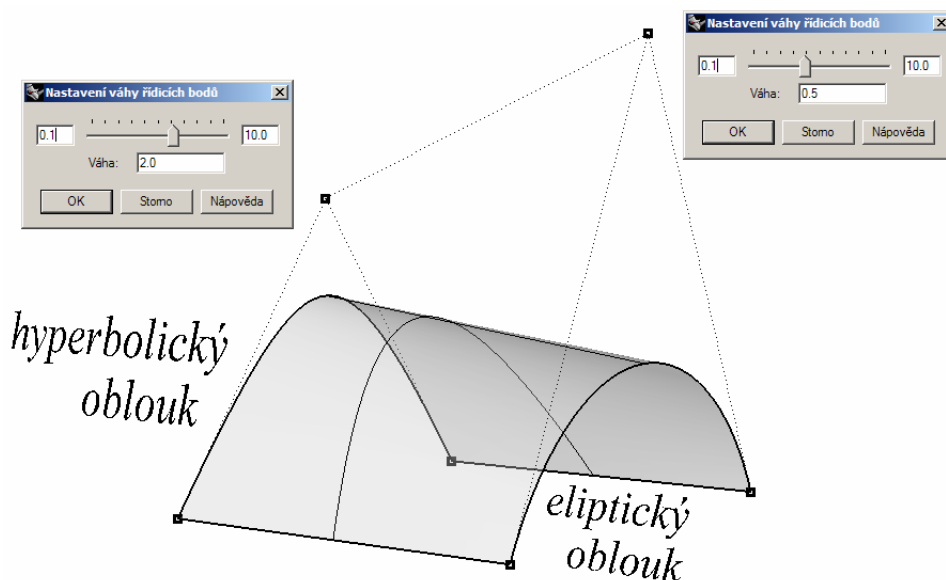 Nastavení váhy řídicích bodů
0.1
10.0
Váha:
2.0
OK
Storno
Nápověda
Nastavení váhy řídicích bodů
0.1
10.0
Váha:
0.5
OK
Storno
Nápověda
hyperbolický
oblouk
eliptický
oblouk